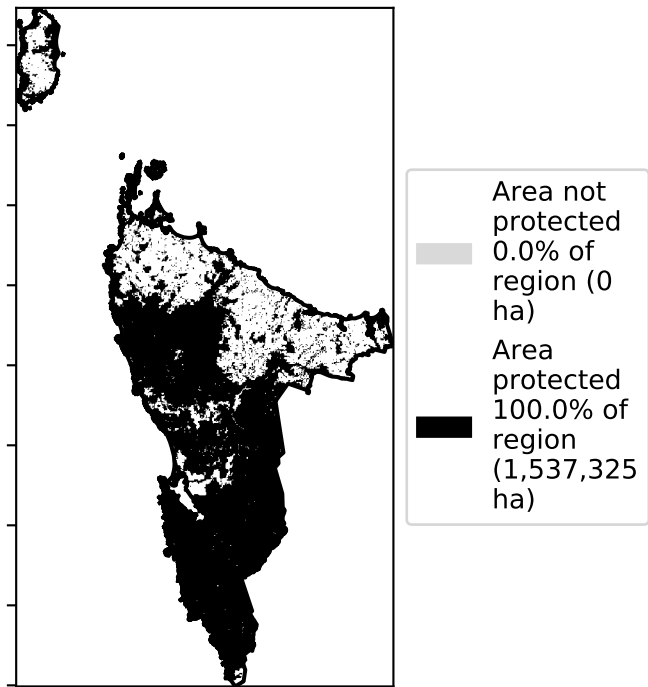 Area not
protected
0.0% of
region (0
ha)
Area
protected
100.0% of
region
(1,537,325
ha)